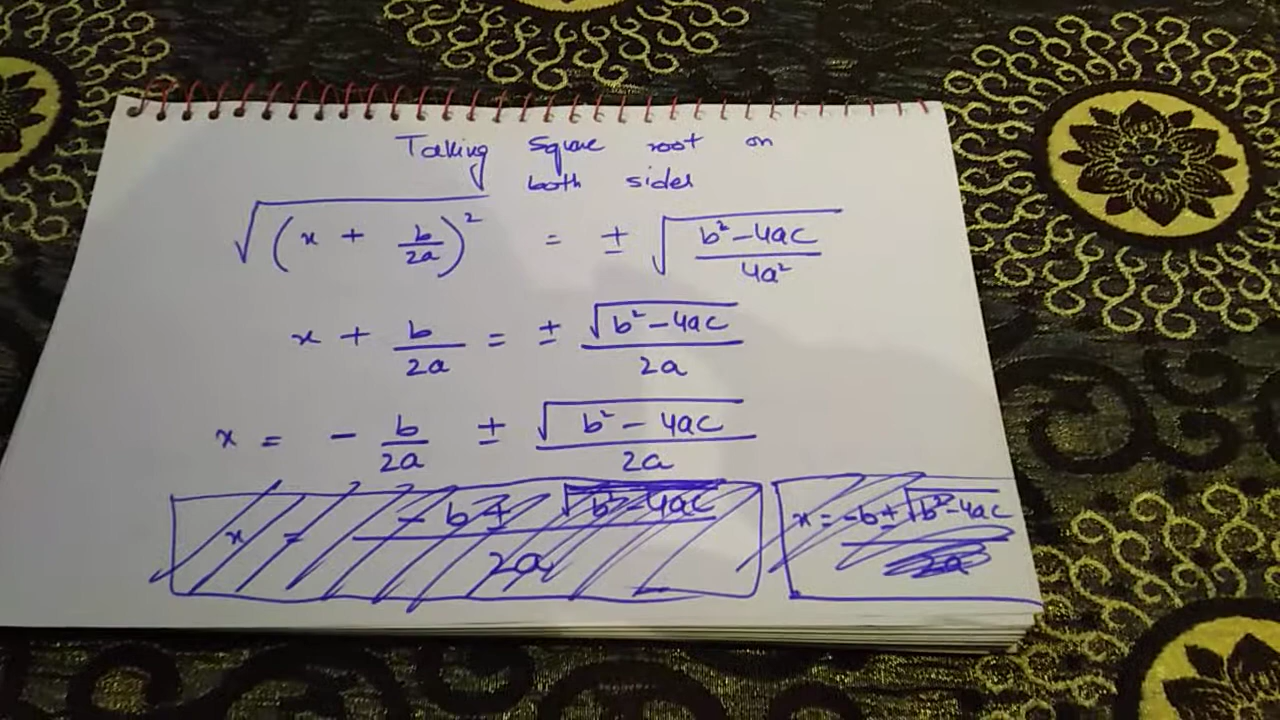 Taking Square root on
both sides
√(x + b/2a)² = ± √(b²-4ac/4a²)
x + b/2a = ± √(b²-4ac)/2a
x = - b/2a ± √(b²-4ac)/2a
x = -b ± √(b²-4ac)/2a
x = -b ± √(b²-4ac)/2a